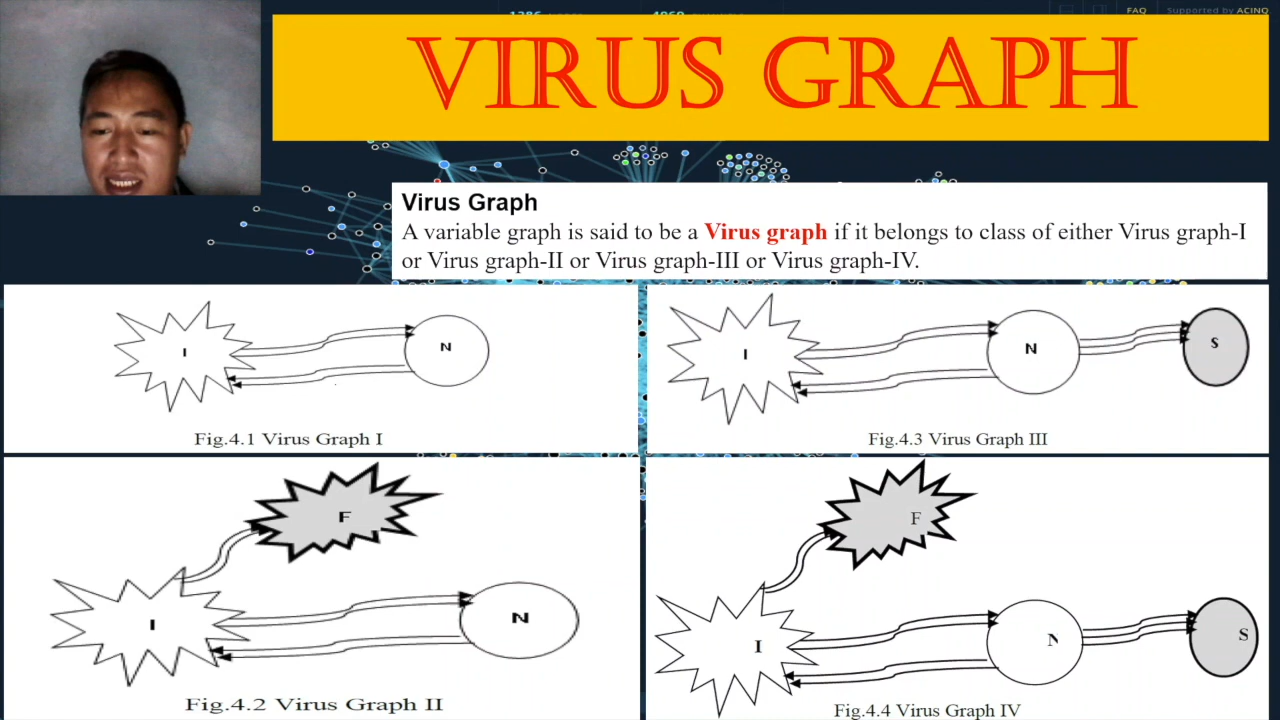 FAQ Supported by ACINQ
VIRUS GRAPH
Virus Graph
A variable graph is said to be a Virus graph if it belongs to class of either Virus graph-I
or Virus graph-II or Virus graph-III or Virus graph-IV.
I N
Fig.4.1 Virus Graph I
I N S
Fig.4.3 Virus Graph III
F
I N
Fig.4.2 Virus Graph II
F
I N S
Fig.4.4 Virus Graph IV